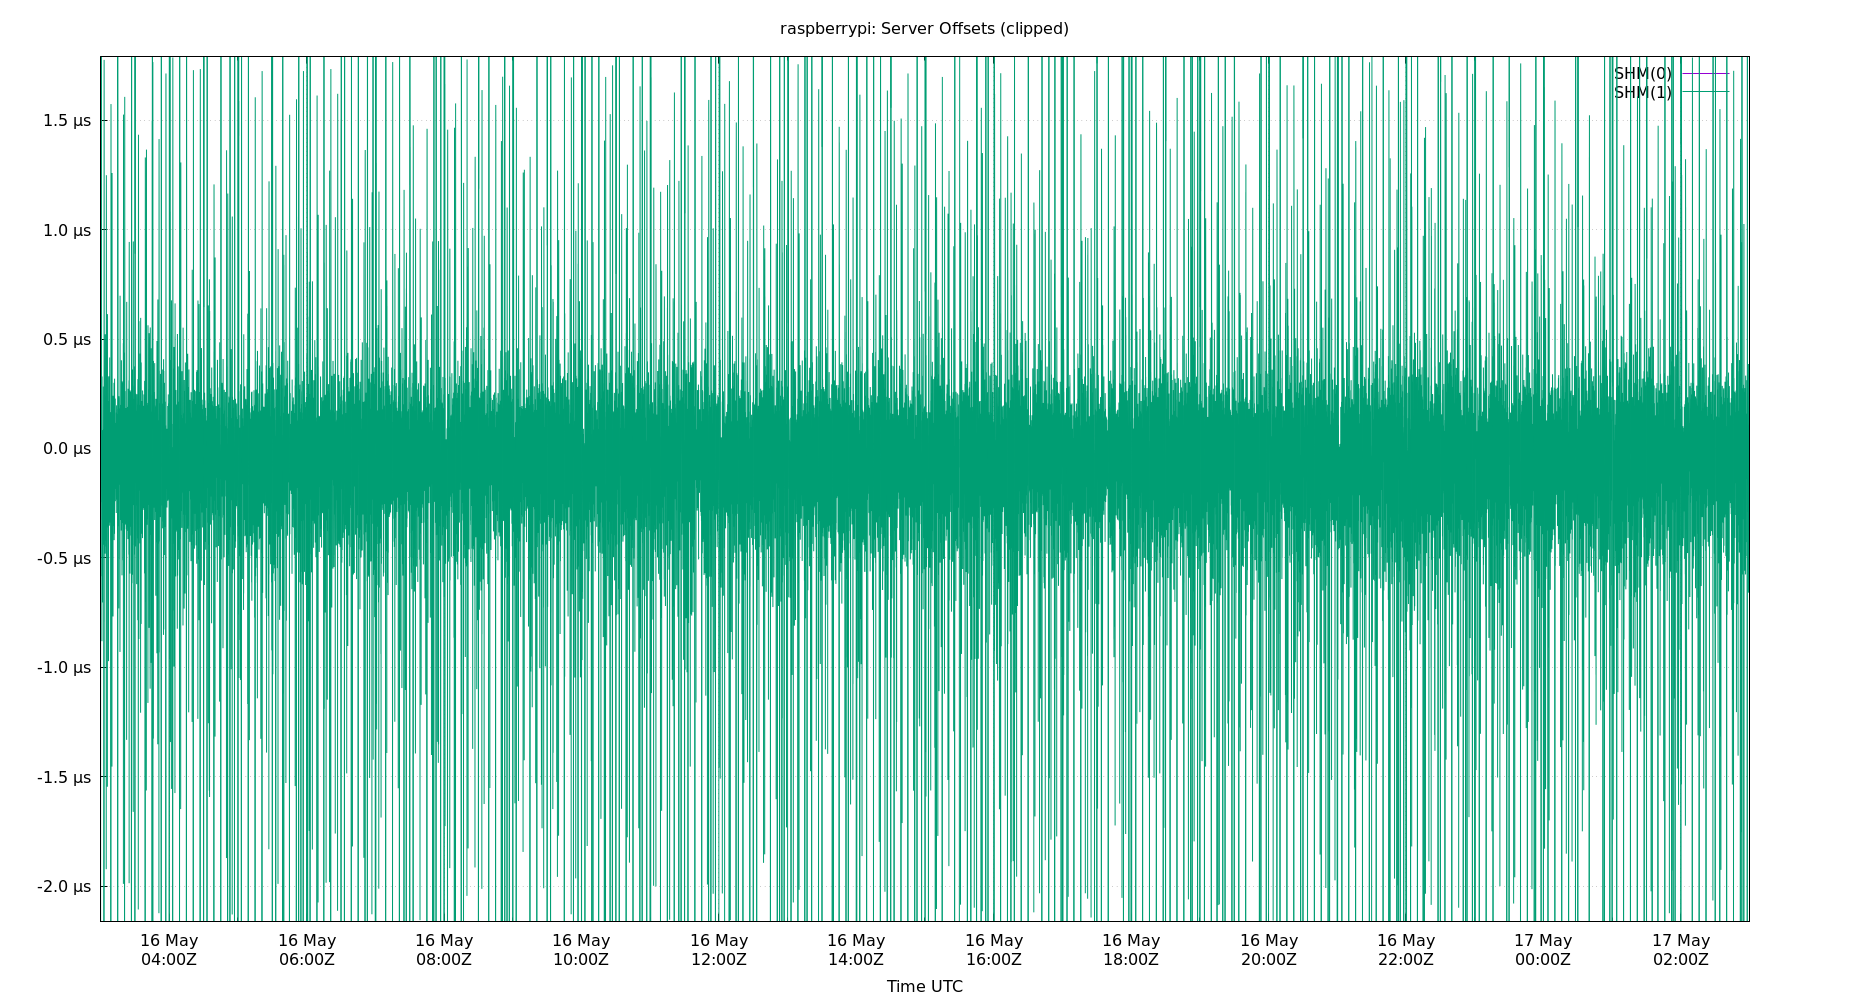 raspberrypi: Server Offsets (clipped)
SHM(0)
SHM(1)
1.5 µs
1.0 µs
0.5 µs
0.0 µs
-0.5 µs
-1.0 µs
-1.5 µs
-2.0 µs
16 May 16 May 16 May 16 May 16 May 16 May 16 May 16 May 16 May 16 May 17 May 17 May
04:00Z 06:00Z 08:00Z 10:00Z 12:00Z 14:00Z 16:00Z 18:00Z 20:00Z 22:00Z 00:00Z 02:00Z
Time UTC